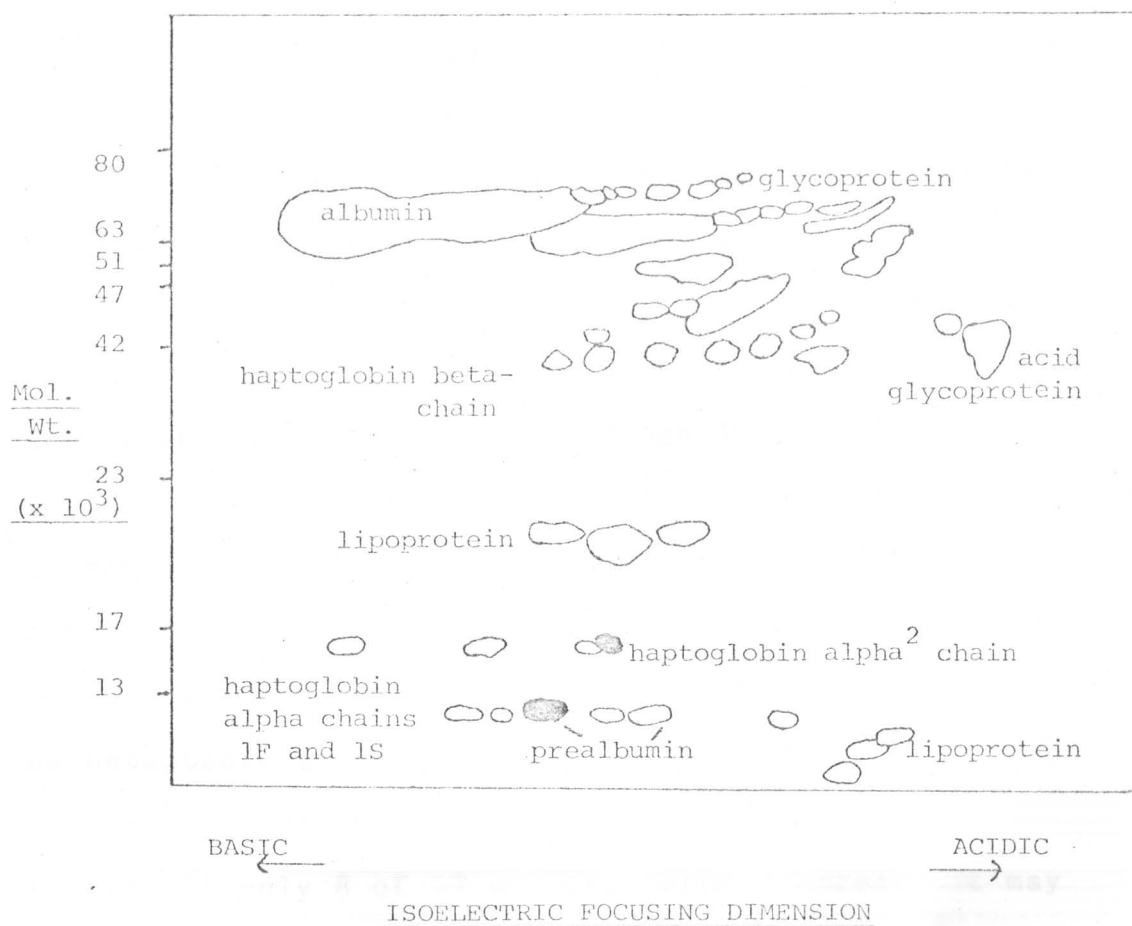 80
glycoprotein
albumin
63
51
47
42
haptoglobin beta-
chain
acid
glycoprotein
Mol.
Wt.
(x 10³)
23
lipoprotein
17
haptoglobin alpha² chain
13
haptoglobin
alpha chains
1F and 1S
prealbumin
lipoprotein
BASIC
ACIDIC
ISOELECTRIC FOCUSING DIMENSION